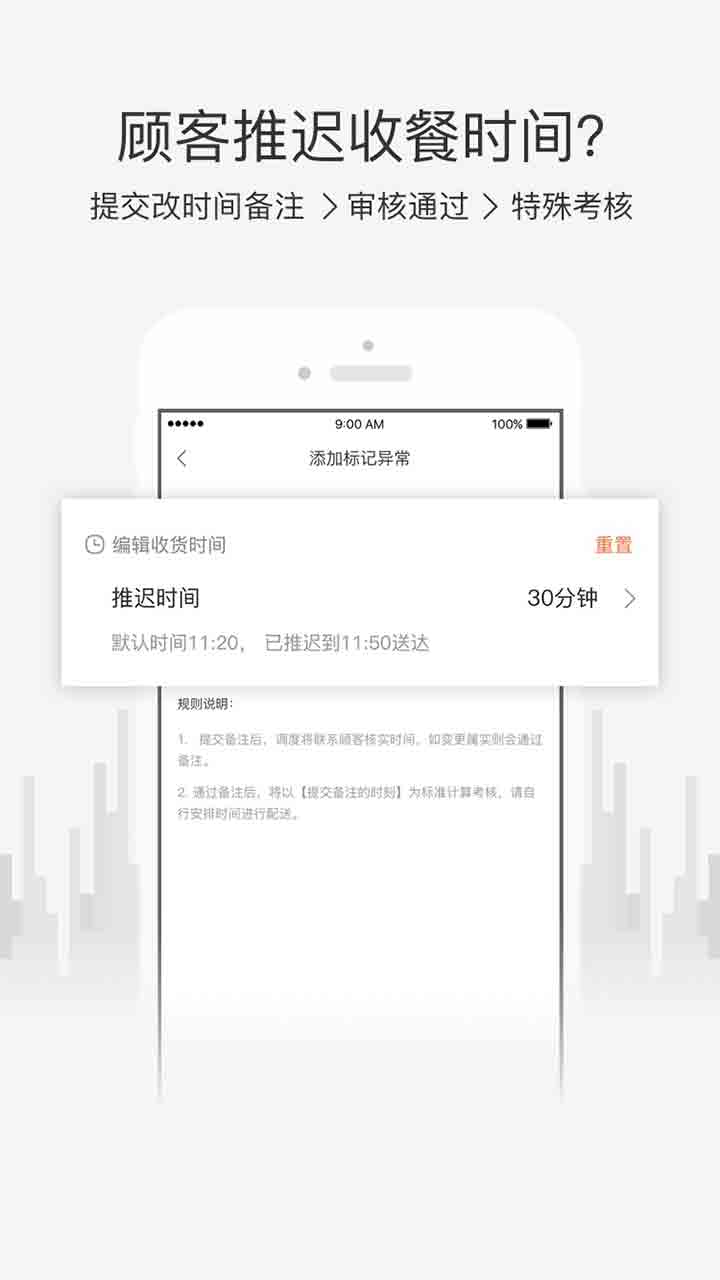 顾客推迟收餐时间?
提交改时间备注 > 审核通过 > 特殊考核
9:00 AM
100%
添加标记异常
编辑收货时间
重置
推迟时间
30分钟
默认时间11:20， 已推迟到11:50送达
规则说明：
1. 提交备注后，调度将联系顾客核实时间，如变更属实则会通过
备注。
2. 通过备注后，将以【提交备注的时刻】为标准计算考核，请自
行安排时间进行配送。